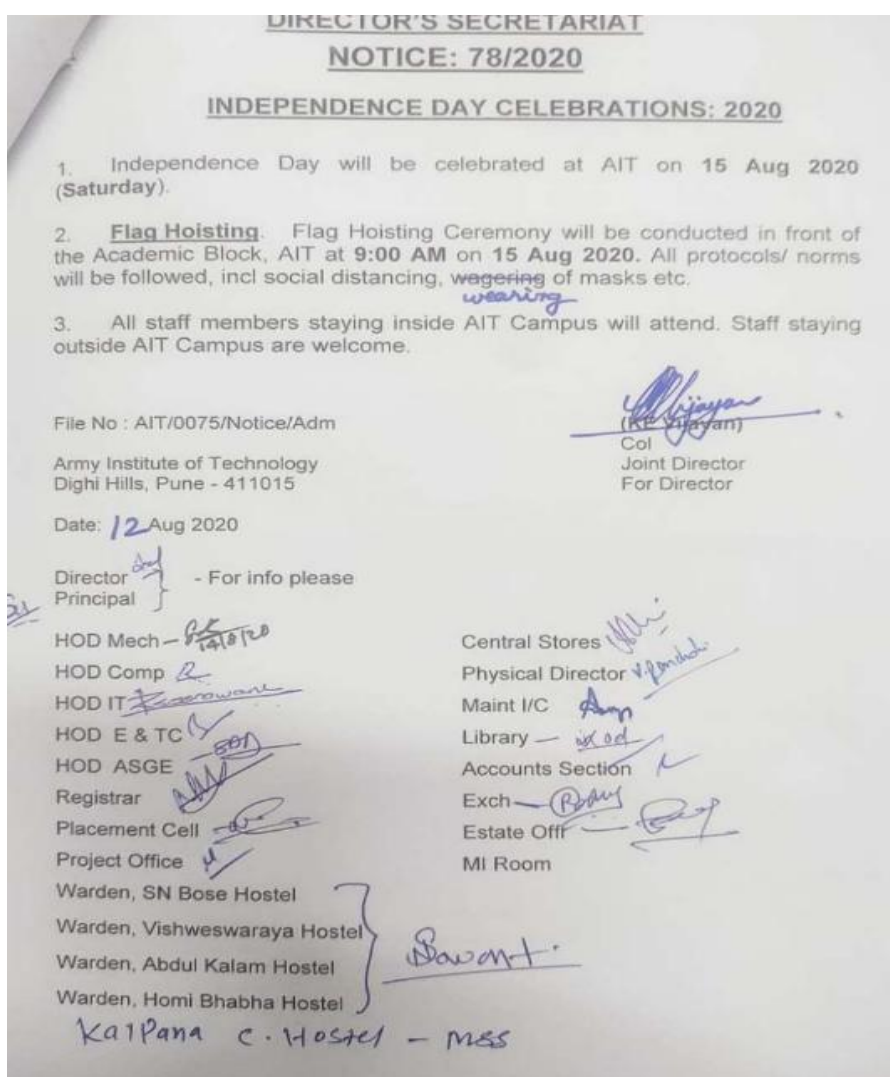 DIRECTOR'S SECRETARIAT
NOTICE: 78/2020
INDEPENDENCE DAY CELEBRATIONS: 2020
1. Independence Day will be celebrated at AIT on 15 Aug 2020
(Saturday).
2. Flag Hoisting. Flag Hoisting Ceremony will be conducted in front of
the Academic Block, AIT at 9:00 AM on 15 Aug 2020. All protocols/ norms
will be followed, incl social distancing, wagering of masks etc.
wearing
3. All staff members staying inside AIT Campus will attend. Staff staying
outside AIT Campus are welcome.
File No : AIT/0075/Notice/Adm
(KE Vijayan)
Col
Army Institute of Technology
Joint Director
Dighi Hills, Pune - 411015
For Director
Date: 12 Aug 2020
Director
- For info please
Principal
HOD Mech - 14/8/20
Central Stores
HOD Comp
Physical Director
HOD IT
Maint I/C
HOD E & TC
Library -
HOD ASGE
Accounts Section
Registrar
Exch -
Placement Cell -
Estate Offr -
Project Office
MI Room
Warden, SN Bose Hostel
Warden, Vishweswaraya Hostel
Warden, Abdul Kalam Hostel
Sawant
Warden, Homi Bhabha Hostel
Kalpana C. Hostel - mss